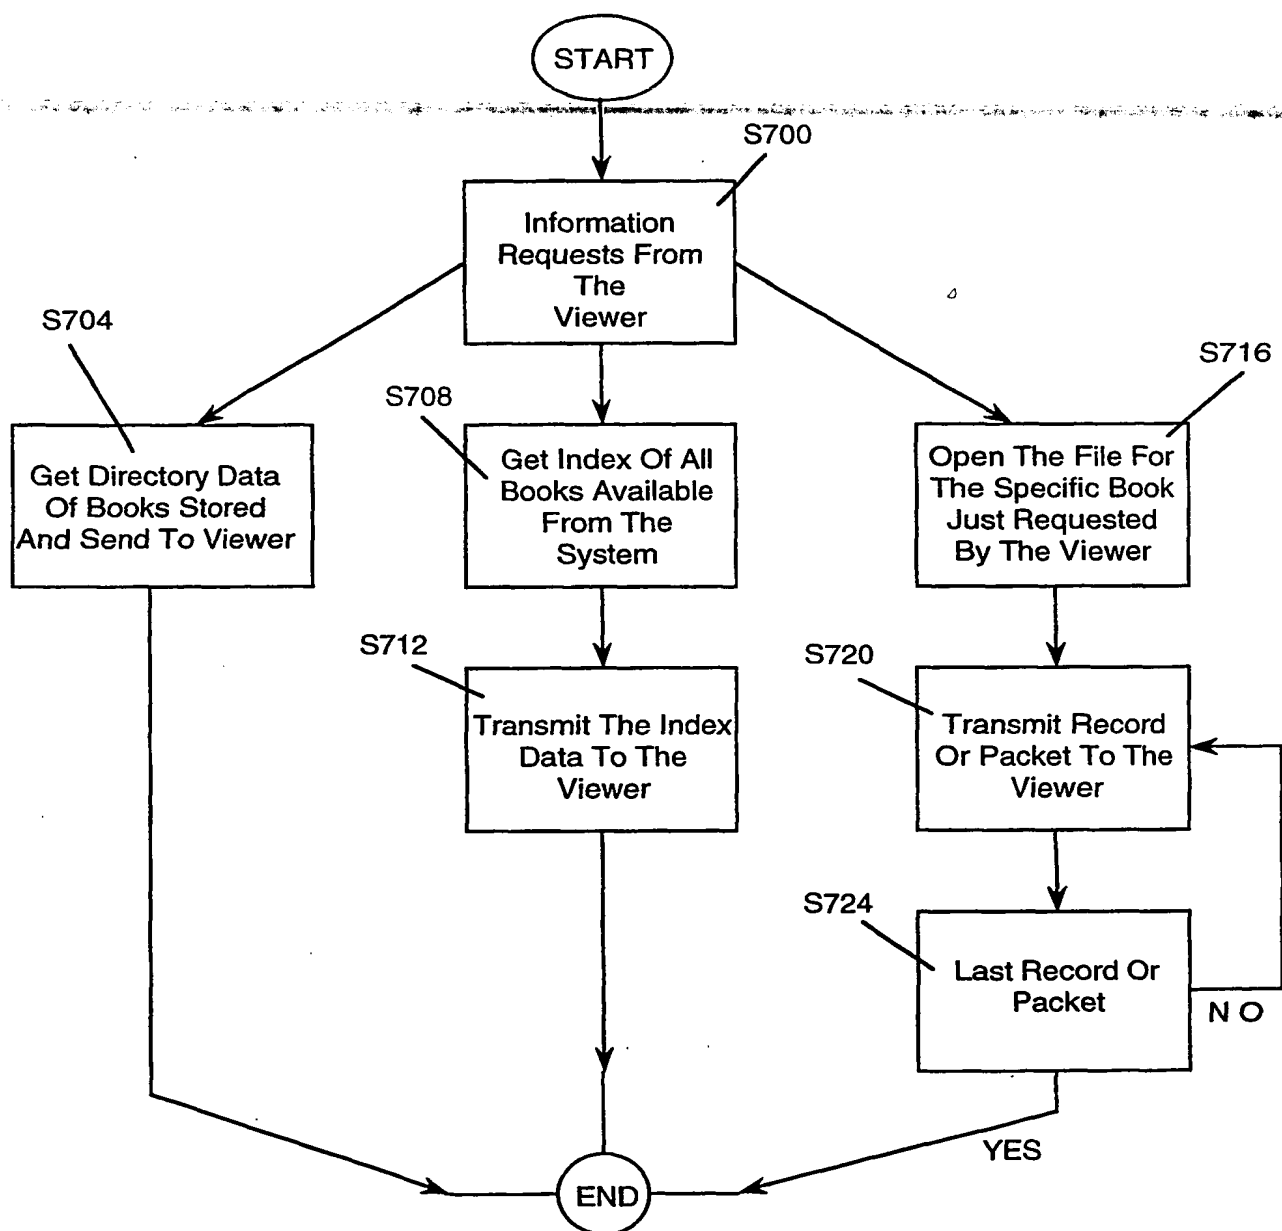 START
S700
Information
Requests From
The
Viewer
S704
Get Directory Data
Of Books Stored
And Send To Viewer
S708
Get Index Of All
Books Available
From The
System
S716
Open The File For
The Specific Book
Just Requested
By The Viewer
S712
Transmit The Index
Data To The
Viewer
S720
Transmit Record
Or Packet To The
Viewer
S724
Last Record Or
Packet
NO
YES
END